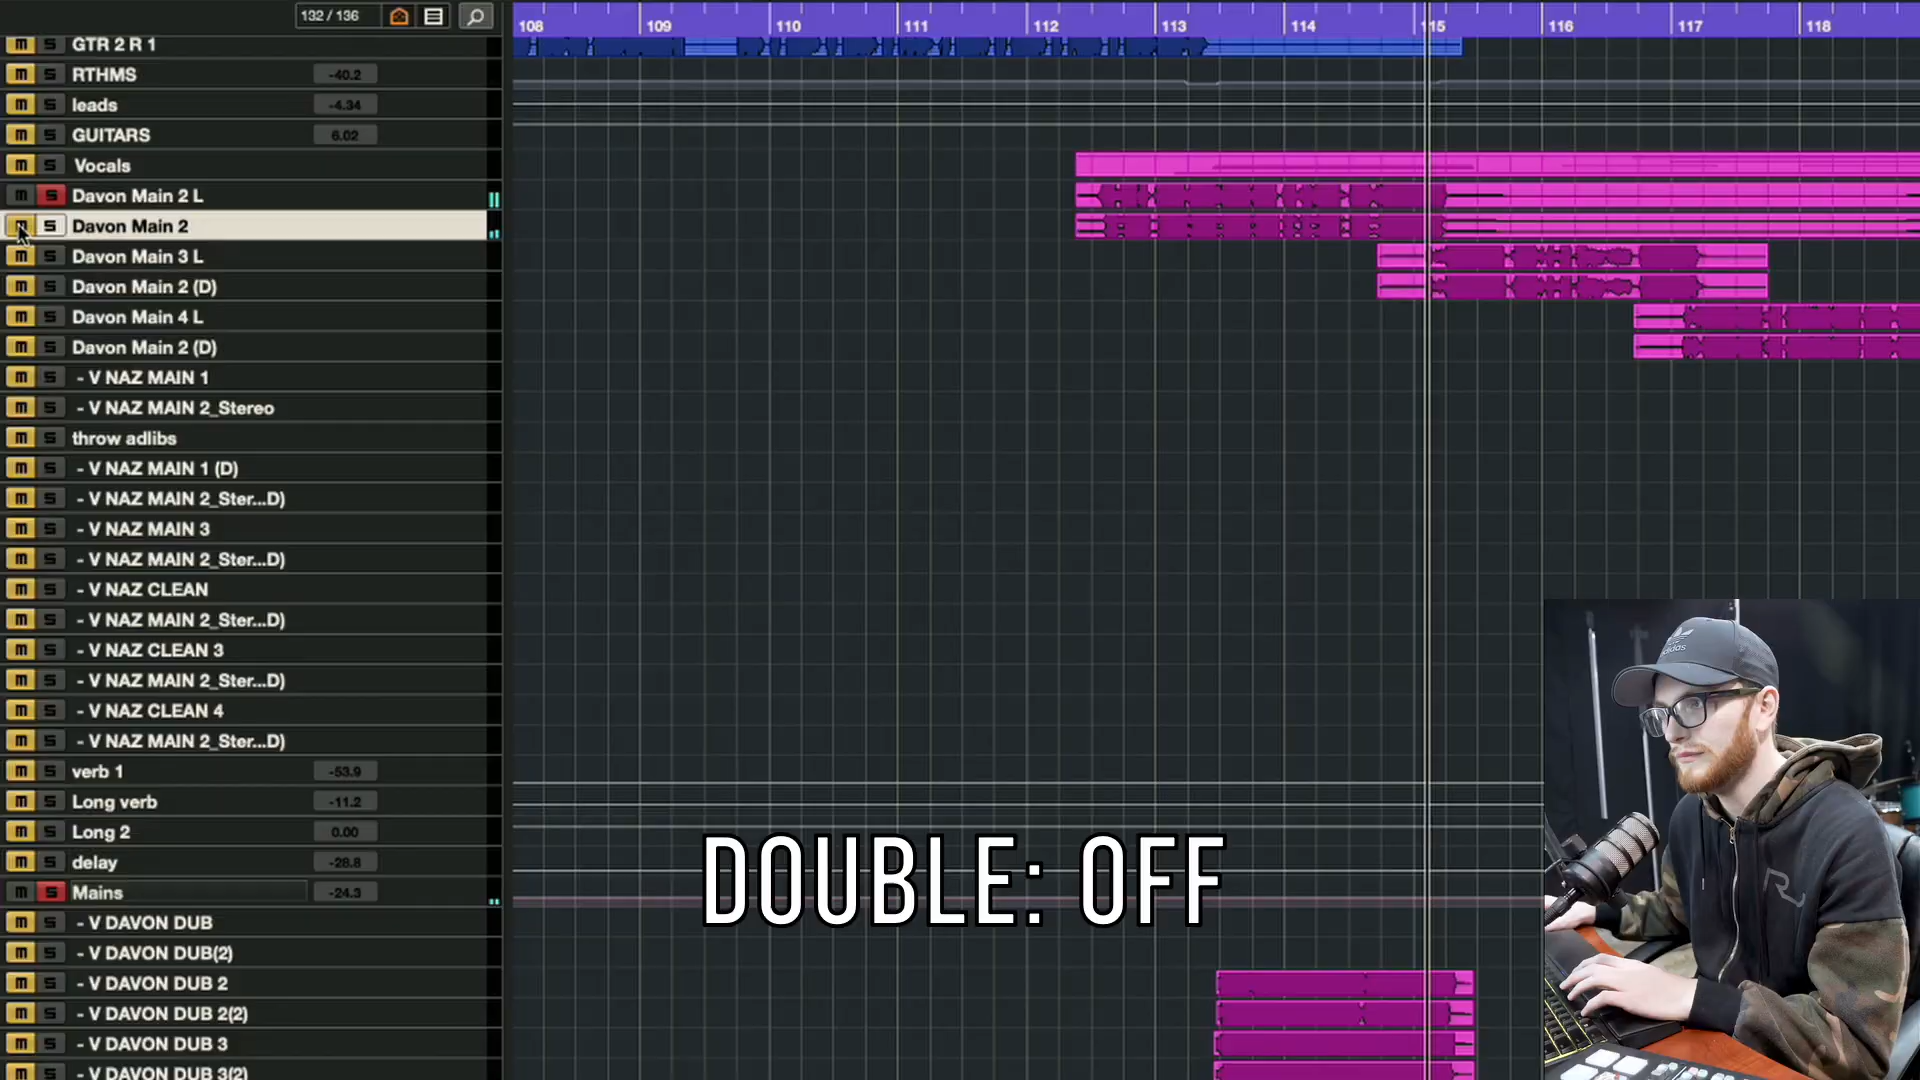 132 / 136
108 109 110 111 112 113 114 115 116 117 118
m S GTR 2 R 1
m S RTHMS -40.2
m S leads -4.34
m S GUITARS 6.02
m S Vocals
m S Davon Main 2 L
m S Davon Main 2
m S Davon Main 3 L
m S Davon Main 2 (D)
m S Davon Main 4 L
m S Davon Main 2 (D)
m S - V NAZ MAIN 1
m S - V NAZ MAIN 2_Stereo
m S throw adlibs
m S - V NAZ MAIN 1 (D)
m S - V NAZ MAIN 2_Ster...D)
m S - V NAZ MAIN 3
m S - V NAZ MAIN 2_Ster...D)
m S - V NAZ CLEAN
m S - V NAZ MAIN 2_Ster...D)
m S - V NAZ CLEAN 3
m S - V NAZ MAIN 2_Ster...D)
m S - V NAZ CLEAN 4
m S - V NAZ MAIN 2_Ster...D)
m S verb 1 -53.9
m S Long verb -11.2
m S Long 2 0.00
m S delay -28.8
m S Mains -24.3
m S - V DAVON DUB
m S - V DAVON DUB(2)
m S - V DAVON DUB 2
m S - V DAVON DUB 2(2)
m S - V DAVON DUB 3
m S - V DAVON DUB 3(2)
DOUBLE: OFF
adidas